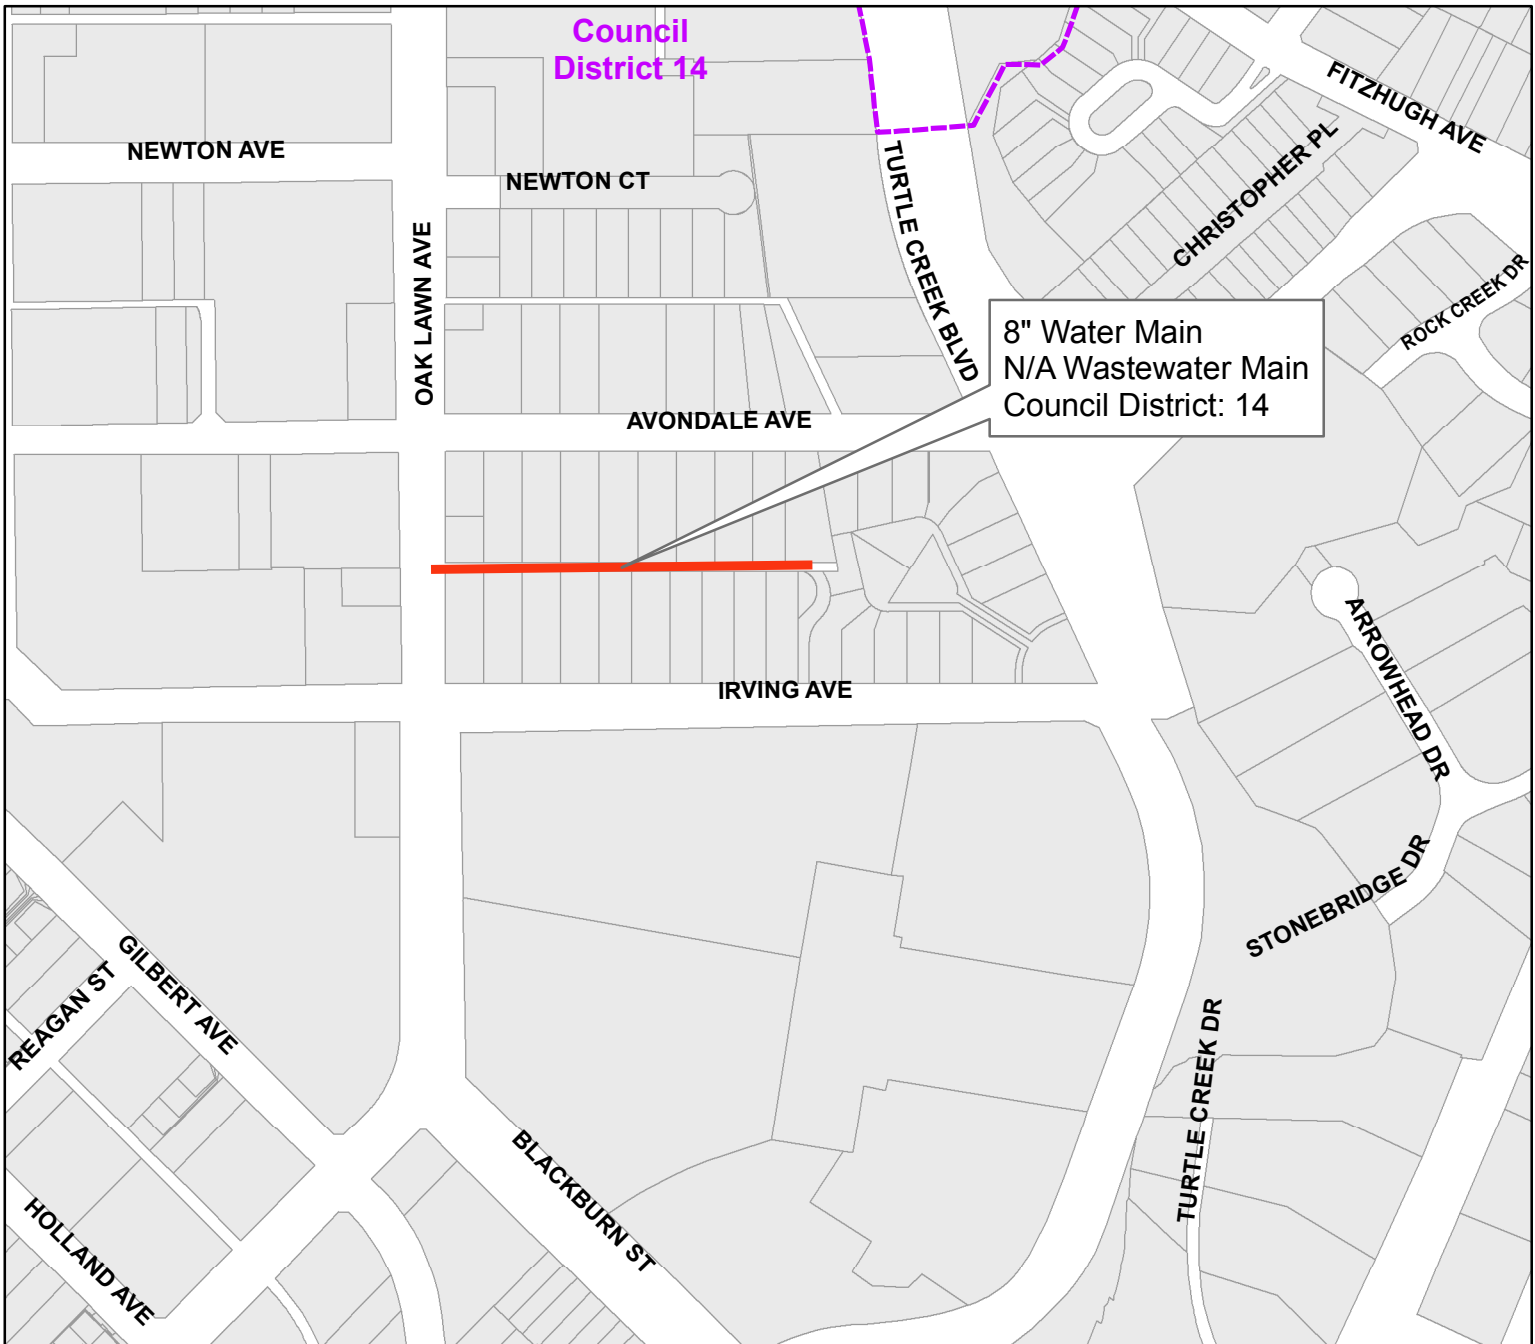 Council
District 14
FITZHUGH AVE
NEWTON AVE
NEWTON CT
CHRISTOPHER PL
TURTLE CREEK BLVD
OAK LAWN AVE
ROCK CREEK DR
8" Water Main
N/A Wastewater Main
Council District: 14
AVONDALE AVE
IRVING AVE
ARROWHEAD DR
STONEBRIDGE DR
GILBERT AVE
REAGAN ST
TURTLE CREEK DR
BLACKBURN ST
HOLLAND AVE